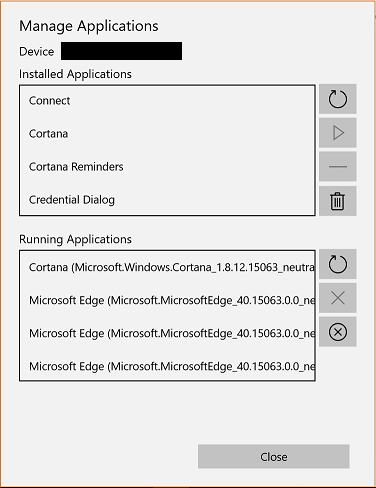 Manage Applications
Device
Installed Applications
Connect
Cortana
Cortana Reminders
Credential Dialog
Running Applications
Cortana (Microsoft.Windows.Cortana_1.8.12.15063_neutra
Microsoft Edge (Microsoft.MicrosoftEdge_40.15063.0.0_ne
Microsoft Edge (Microsoft.MicrosoftEdge_40.15063.0.0_ne
Microsoft Edge (Microsoft.MicrosoftEdge_40.15063.0.0_ne
Close